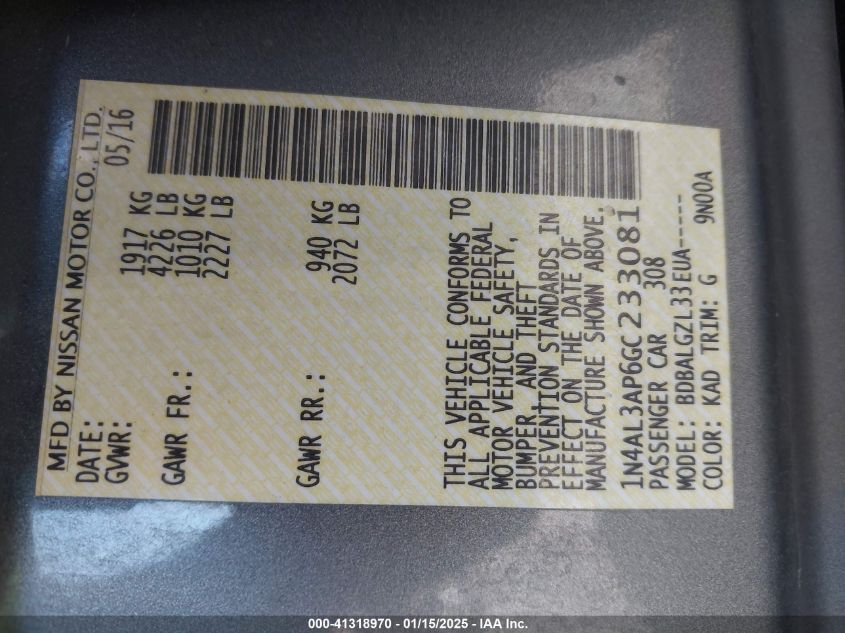 MFD BY NISSAN MOTOR CO., LTD.
DATE: 05/16
GVWR: 1917 KG
4226 LB
GAWR FR.: 1010 KG
2227 LB
GAWR RR.: 940 KG
2072 LB
THIS VEHICLE CONFORMS TO
ALL APPLICABLE FEDERAL
MOTOR VEHICLE SAFETY,
BUMPER, AND THEFT
PREVENTION STANDARDS IN
EFFECT ON THE DATE OF
MANUFACTURE SHOWN ABOVE.
1N4AL3AP6GC233081
PASSENGER CAR 308
MODEL: BDBALGZL33EUA-----
COLOR: KAD TRIM: G 9N00A
000-41318970 - 01/15/2025 - IAA Inc.